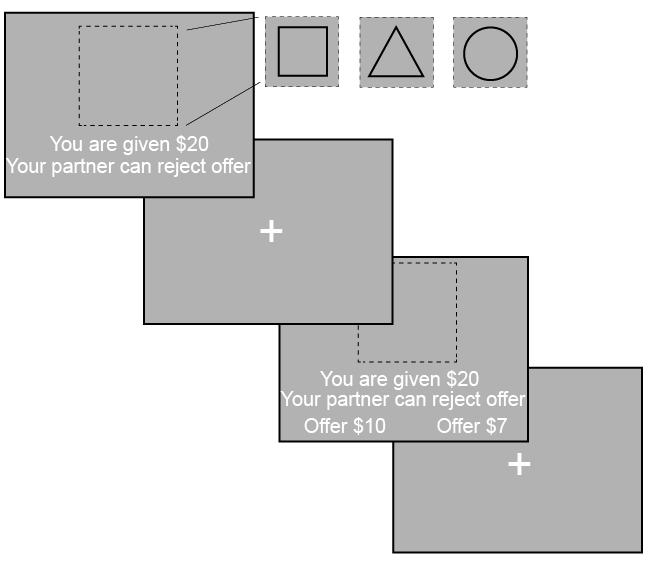 You are given $20
Your partner can reject offer
+
You are given $20
Your partner can reject offer
Offer $10 Offer $7
+